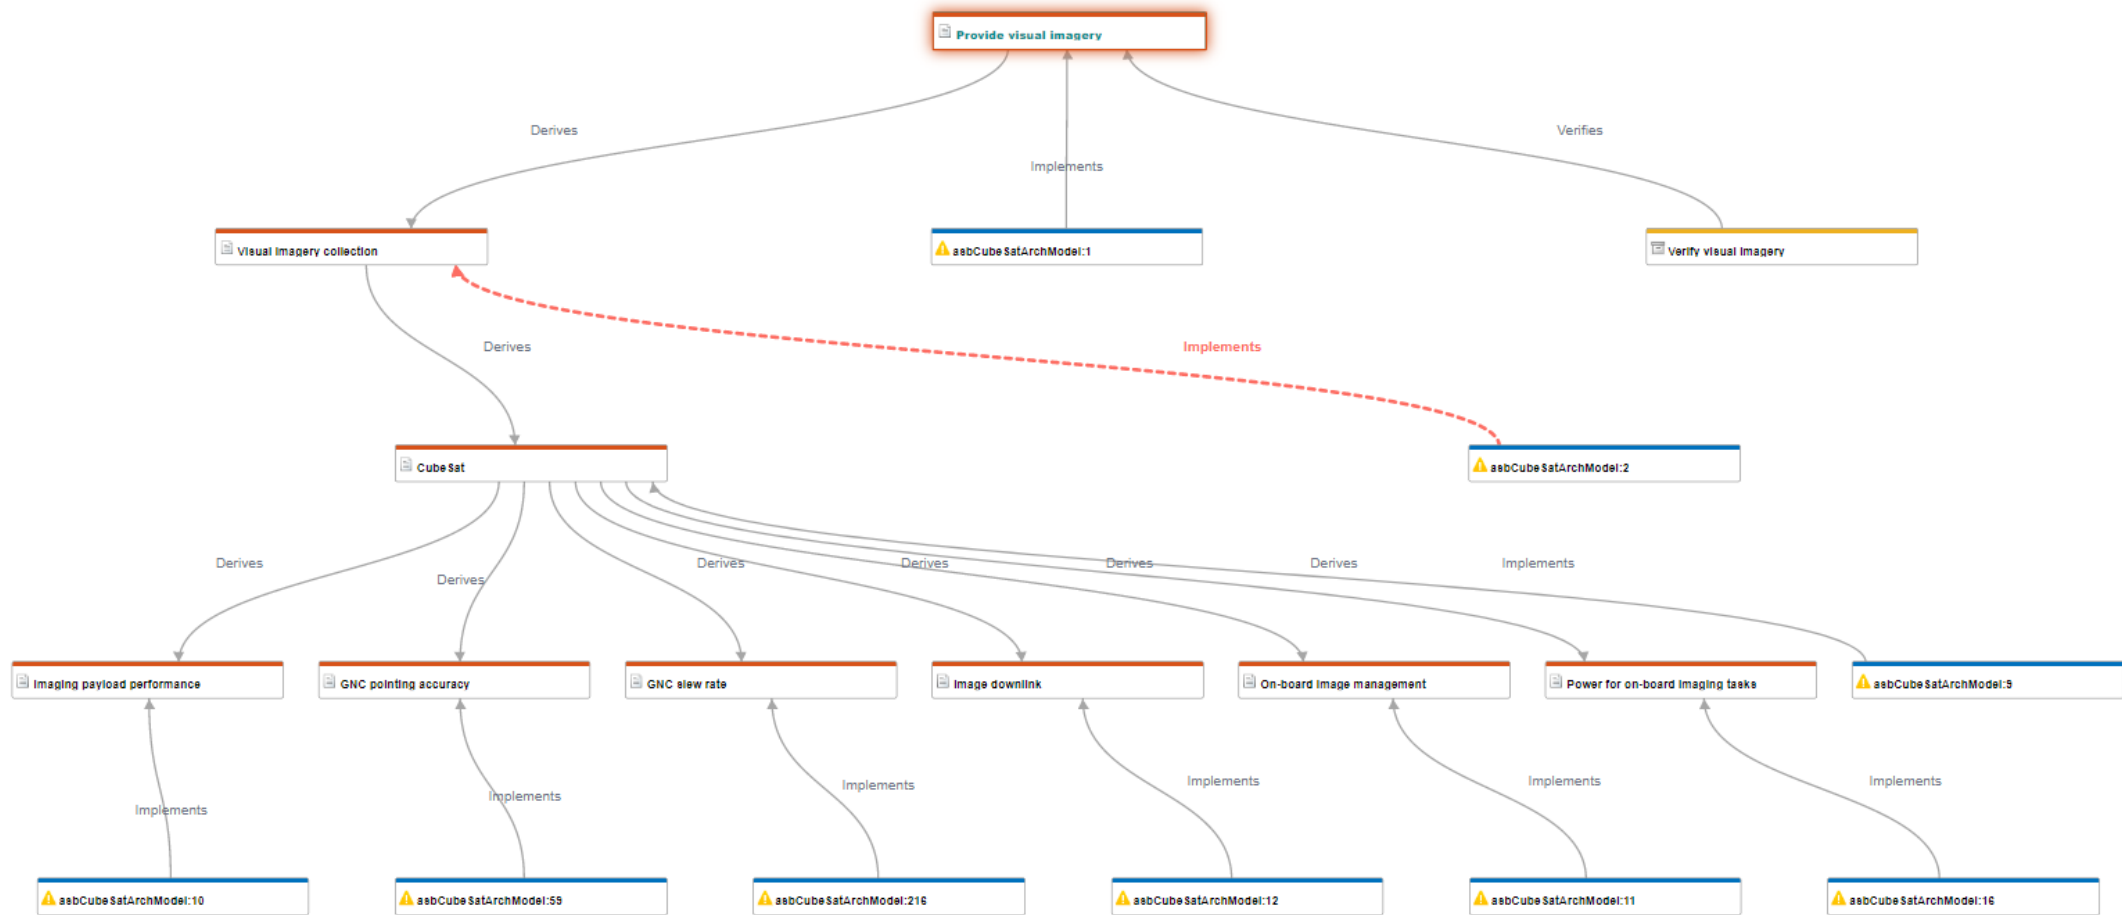 Provide visual imagery
Derives
Verifies
Implements
Visual imagery collection
asbCubeSatArchModel:1
Verify visual imagery
Derives
Implements
CubeSat
asbCubeSatArchModel:2
Derives
Derives
Derives
Derives
Derives
Derives
Implements
Imaging payload performance
GNC pointing accuracy
GNC slew rate
Image downlink
On-board image management
Power for on-board imaging tasks
asbCubeSatArchModel:9
Implements
Implements
Implements
Implements
Implements
Implements
asbCubeSatArchModel:10
asbCubeSatArchModel:59
asbCubeSatArchModel:216
asbCubeSatArchModel:12
asbCubeSatArchModel:11
asbCubeSatArchModel:16